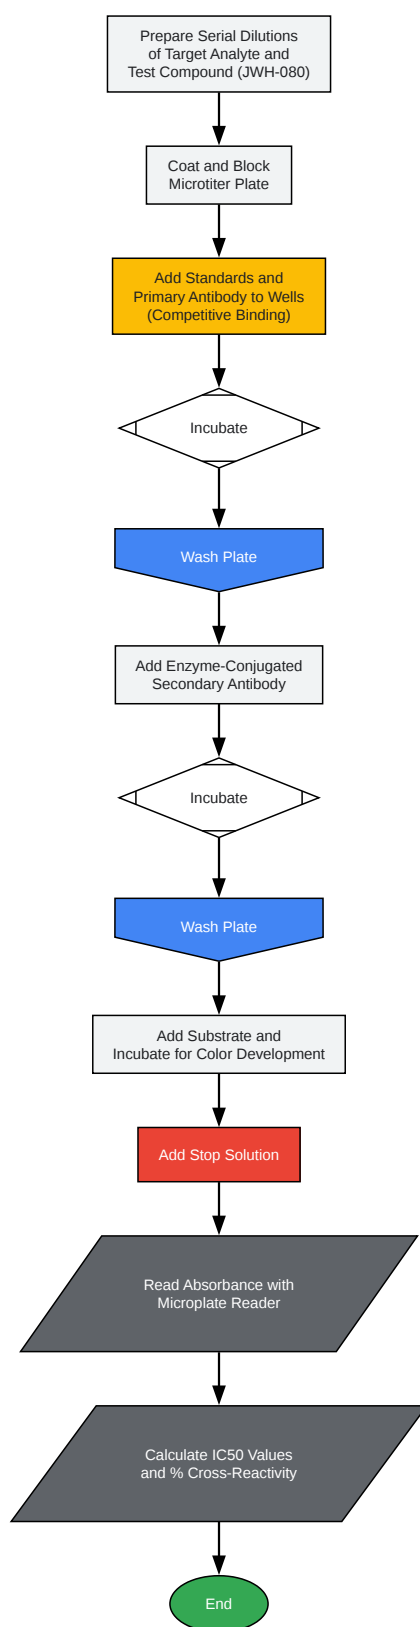 Prepare Serial Dilutions
of Target Analyte and
Test Compound (JWH-080)
Coat and Block
Microtiter Plate
Add Standards and
Primary Antibody to Wells
(Competitive Binding)
Incubate
Wash Plate
Add Enzyme-Conjugated
Secondary Antibody
Incubate
Wash Plate
Add Substrate and
Incubate for Color Development
Add Stop Solution
Read Absorbance with
Microplate Reader
Calculate IC50 Values
and % Cross-Reactivity
End